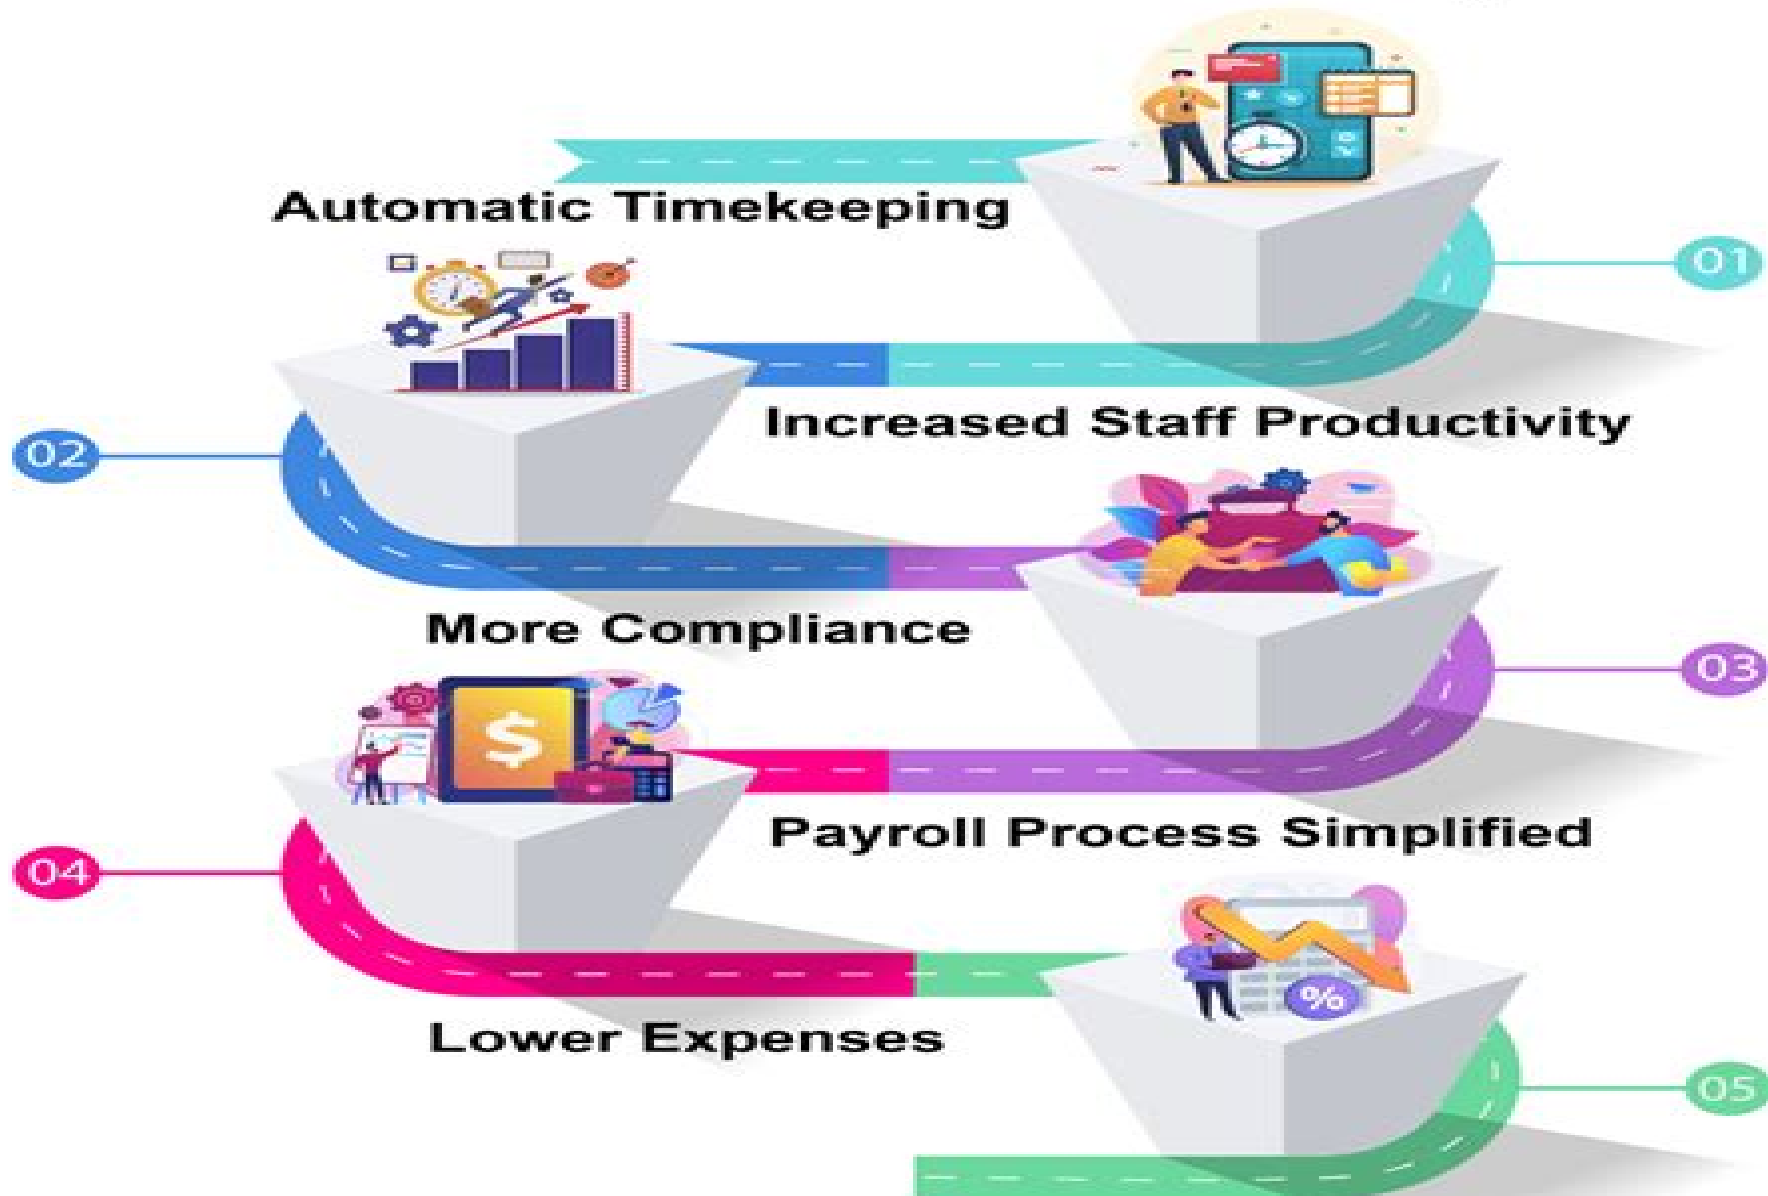 Automatic Timekeeping
01
Increased Staff Productivity
02
More Compliance
03
$
Payroll Process Simplified
04
%
Lower Expenses
05